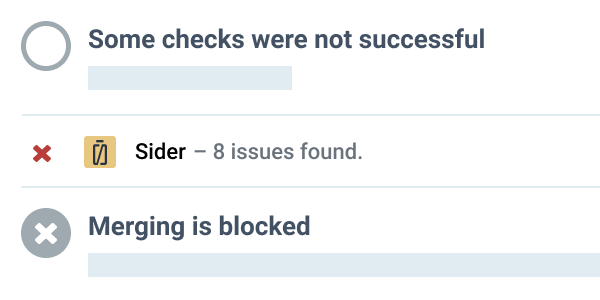 Some checks were not successful
Sider – 8 issues found.
Merging is blocked